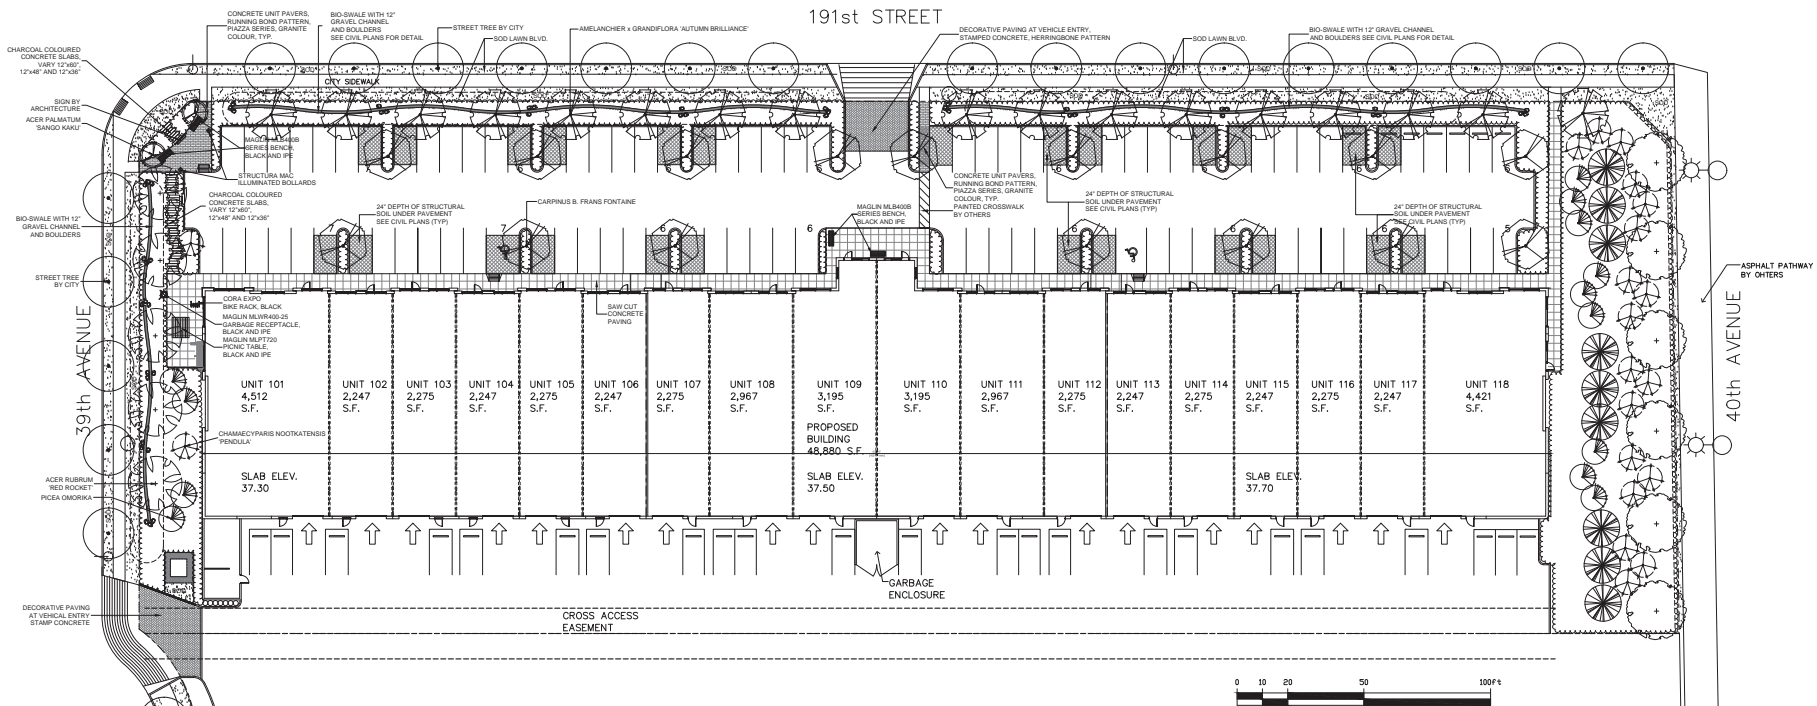 191st STREET
CONCRETE UNIT PAVERS,
RUNNING BOND PATTERN,
PIAZZA SERIES, GRANITE
COLOUR, TYP.
BIO-SWALE WITH 12"
GRAVEL CHANNEL
AND BOULDERS
SEE CIVIL PLANS FOR DETAIL
STREET TREE BY CITY
SOD LAWN BLVD.
AMELANCHIER x GRANDIFLORA 'AUTUMN BRILLIANCE'
DECORATIVE PAVING AT VEHICLE ENTRY,
STAMPED CONCRETE, HERRINGBONE PATTERN
SOD LAWN BLVD.
BIO-SWALE WITH 12" GRAVEL CHANNEL
AND BOULDERS SEE CIVIL PLANS FOR DETAIL
CHARCOAL COLOURED
CONCRETE SLABS,
VARY 12"x60",
12"x48" AND 12"x36"
CITY SIDEWALK
SIGN BY
ARCHITECTURE
ACER PALMATUM
'SANGO KAKU'
MAGLIN MLB400B
SERIES BENCH,
BLACK AND IPE
STRUCTURA MAC
ILLUMINATED BOLLARDS
CHARCOAL COLOURED
CONCRETE SLABS,
VARY 12"x60",
12"x48" AND 12"x36"
24" DEPTH OF STRUCTURAL
SOIL UNDER PAVEMENT
SEE CIVIL PLANS (TYP)
CARPINUS B. FRANS FONTAINE
MAGLIN MLB400B
SERIES BENCH,
BLACK AND IPE
CONCRETE UNIT PAVERS,
RUNNING BOND PATTERN,
PIAZZA SERIES, GRANITE
COLOUR, TYP.
PAINTED CROSSWALK
BY OTHERS
24" DEPTH OF STRUCTURAL
SOIL UNDER PAVEMENT
SEE CIVIL PLANS (TYP)
24" DEPTH OF STRUCTURAL
SOIL UNDER PAVEMENT
SEE CIVIL PLANS (TYP)
7 7 6 6 6 6 6 5
BIO-SWALE WITH 12"
GRAVEL CHANNEL
AND BOULDERS
STREET TREE
BY CITY
39th AVENUE
CORA EXPO
BIKE RACK, BLACK
MAGLIN MLWR400-25
GARBAGE RECEPTACLE,
BLACK AND IPE
MAGLIN MLPT720
PICNIC TABLE,
BLACK AND IPE
SAW CUT
CONCRETE
PAVING
ASPHALT PATHWAY
BY OHTERS
40th AVENUE
UNIT 101
4,512
S.F.
UNIT 102
2,247
S.F.
UNIT 103
2,275
S.F.
UNIT 104
2,247
S.F.
UNIT 105
2,275
S.F.
UNIT 106
2,247
S.F.
UNIT 107
2,275
S.F.
UNIT 108
2,967
S.F.
UNIT 109
3,195
S.F.
UNIT 110
3,195
S.F.
UNIT 111
2,967
S.F.
UNIT 112
2,275
S.F.
UNIT 113
2,247
S.F.
UNIT 114
2,275
S.F.
UNIT 115
2,247
S.F.
UNIT 116
2,275
S.F.
UNIT 117
2,247
S.F.
UNIT 118
4,421
S.F.
PROPOSED
BUILDING
48,880 S.F.
CHAMAECYPARIS NOOTKATENSIS
'PENDULA'
ACER RUBRUM
'RED ROCKET'
PICEA OMORIKA
SLAB ELEV.
37.30
SLAB ELEV.
37.50
SLAB ELEV.
37.70
GARBAGE
ENCLOSURE
DECORATIVE PAVING
AT VEHICAL ENTRY
STAMP CONCRETE
CROSS ACCESS
EASEMENT
0 10 20 50 100ft